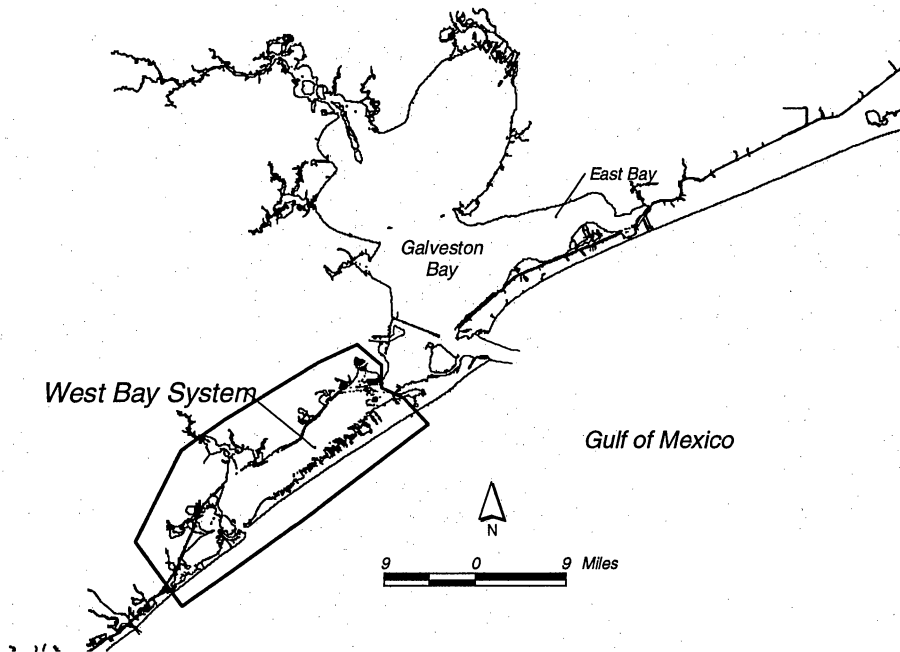 East Bay
Galveston
Bay
West Bay System
Gulf of Mexico
N
9 0 9 Miles